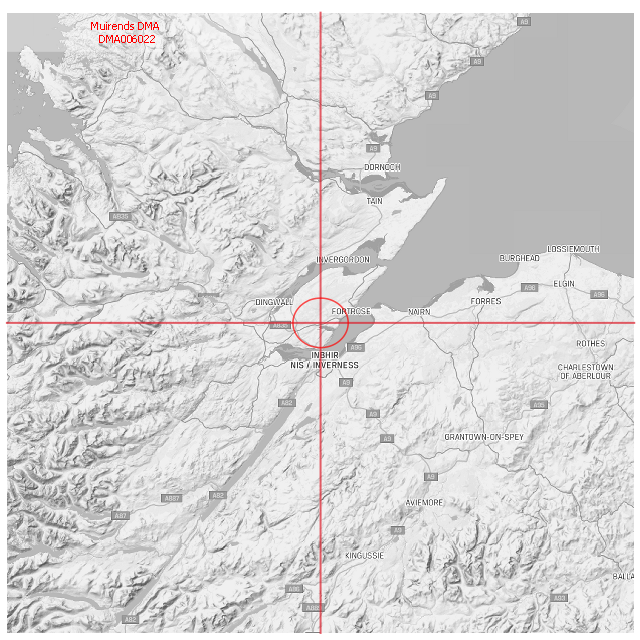 Muirends DMA
DMA006022
A9
A9
A9
A9
DORNOCH
TAIN
A835
LOSSIEMOUTH
BURGHEAD
INVERGORDON
ELGIN
A96
A96
DINGWALL
FORRES
FORTROSE
NAIRN
ROTHES
A96
INBHIR
NIS / INVERNESS
CHARLESTOWN
OF ABERLOUR
A9
A82
A95
A9
A9
GRANTOWN-ON-SPEY
A9
A82
A887
AVIEMORE
A87
A9
KINGUSSIE
BALLA
A86
A93
A82